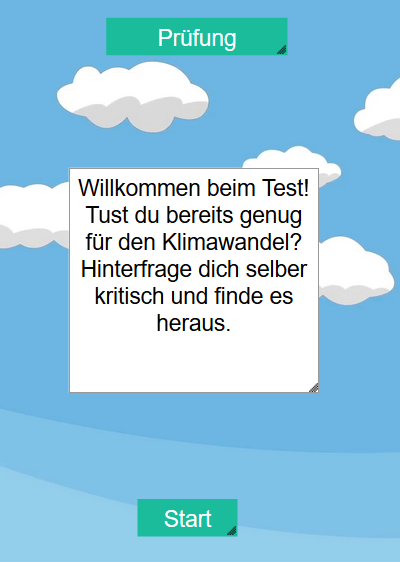 Prüfung
Willkommen beim Test!
Tust du bereits genug
für den Klimawandel?
Hinterfrage dich selber
kritisch und finde es
heraus.
Start